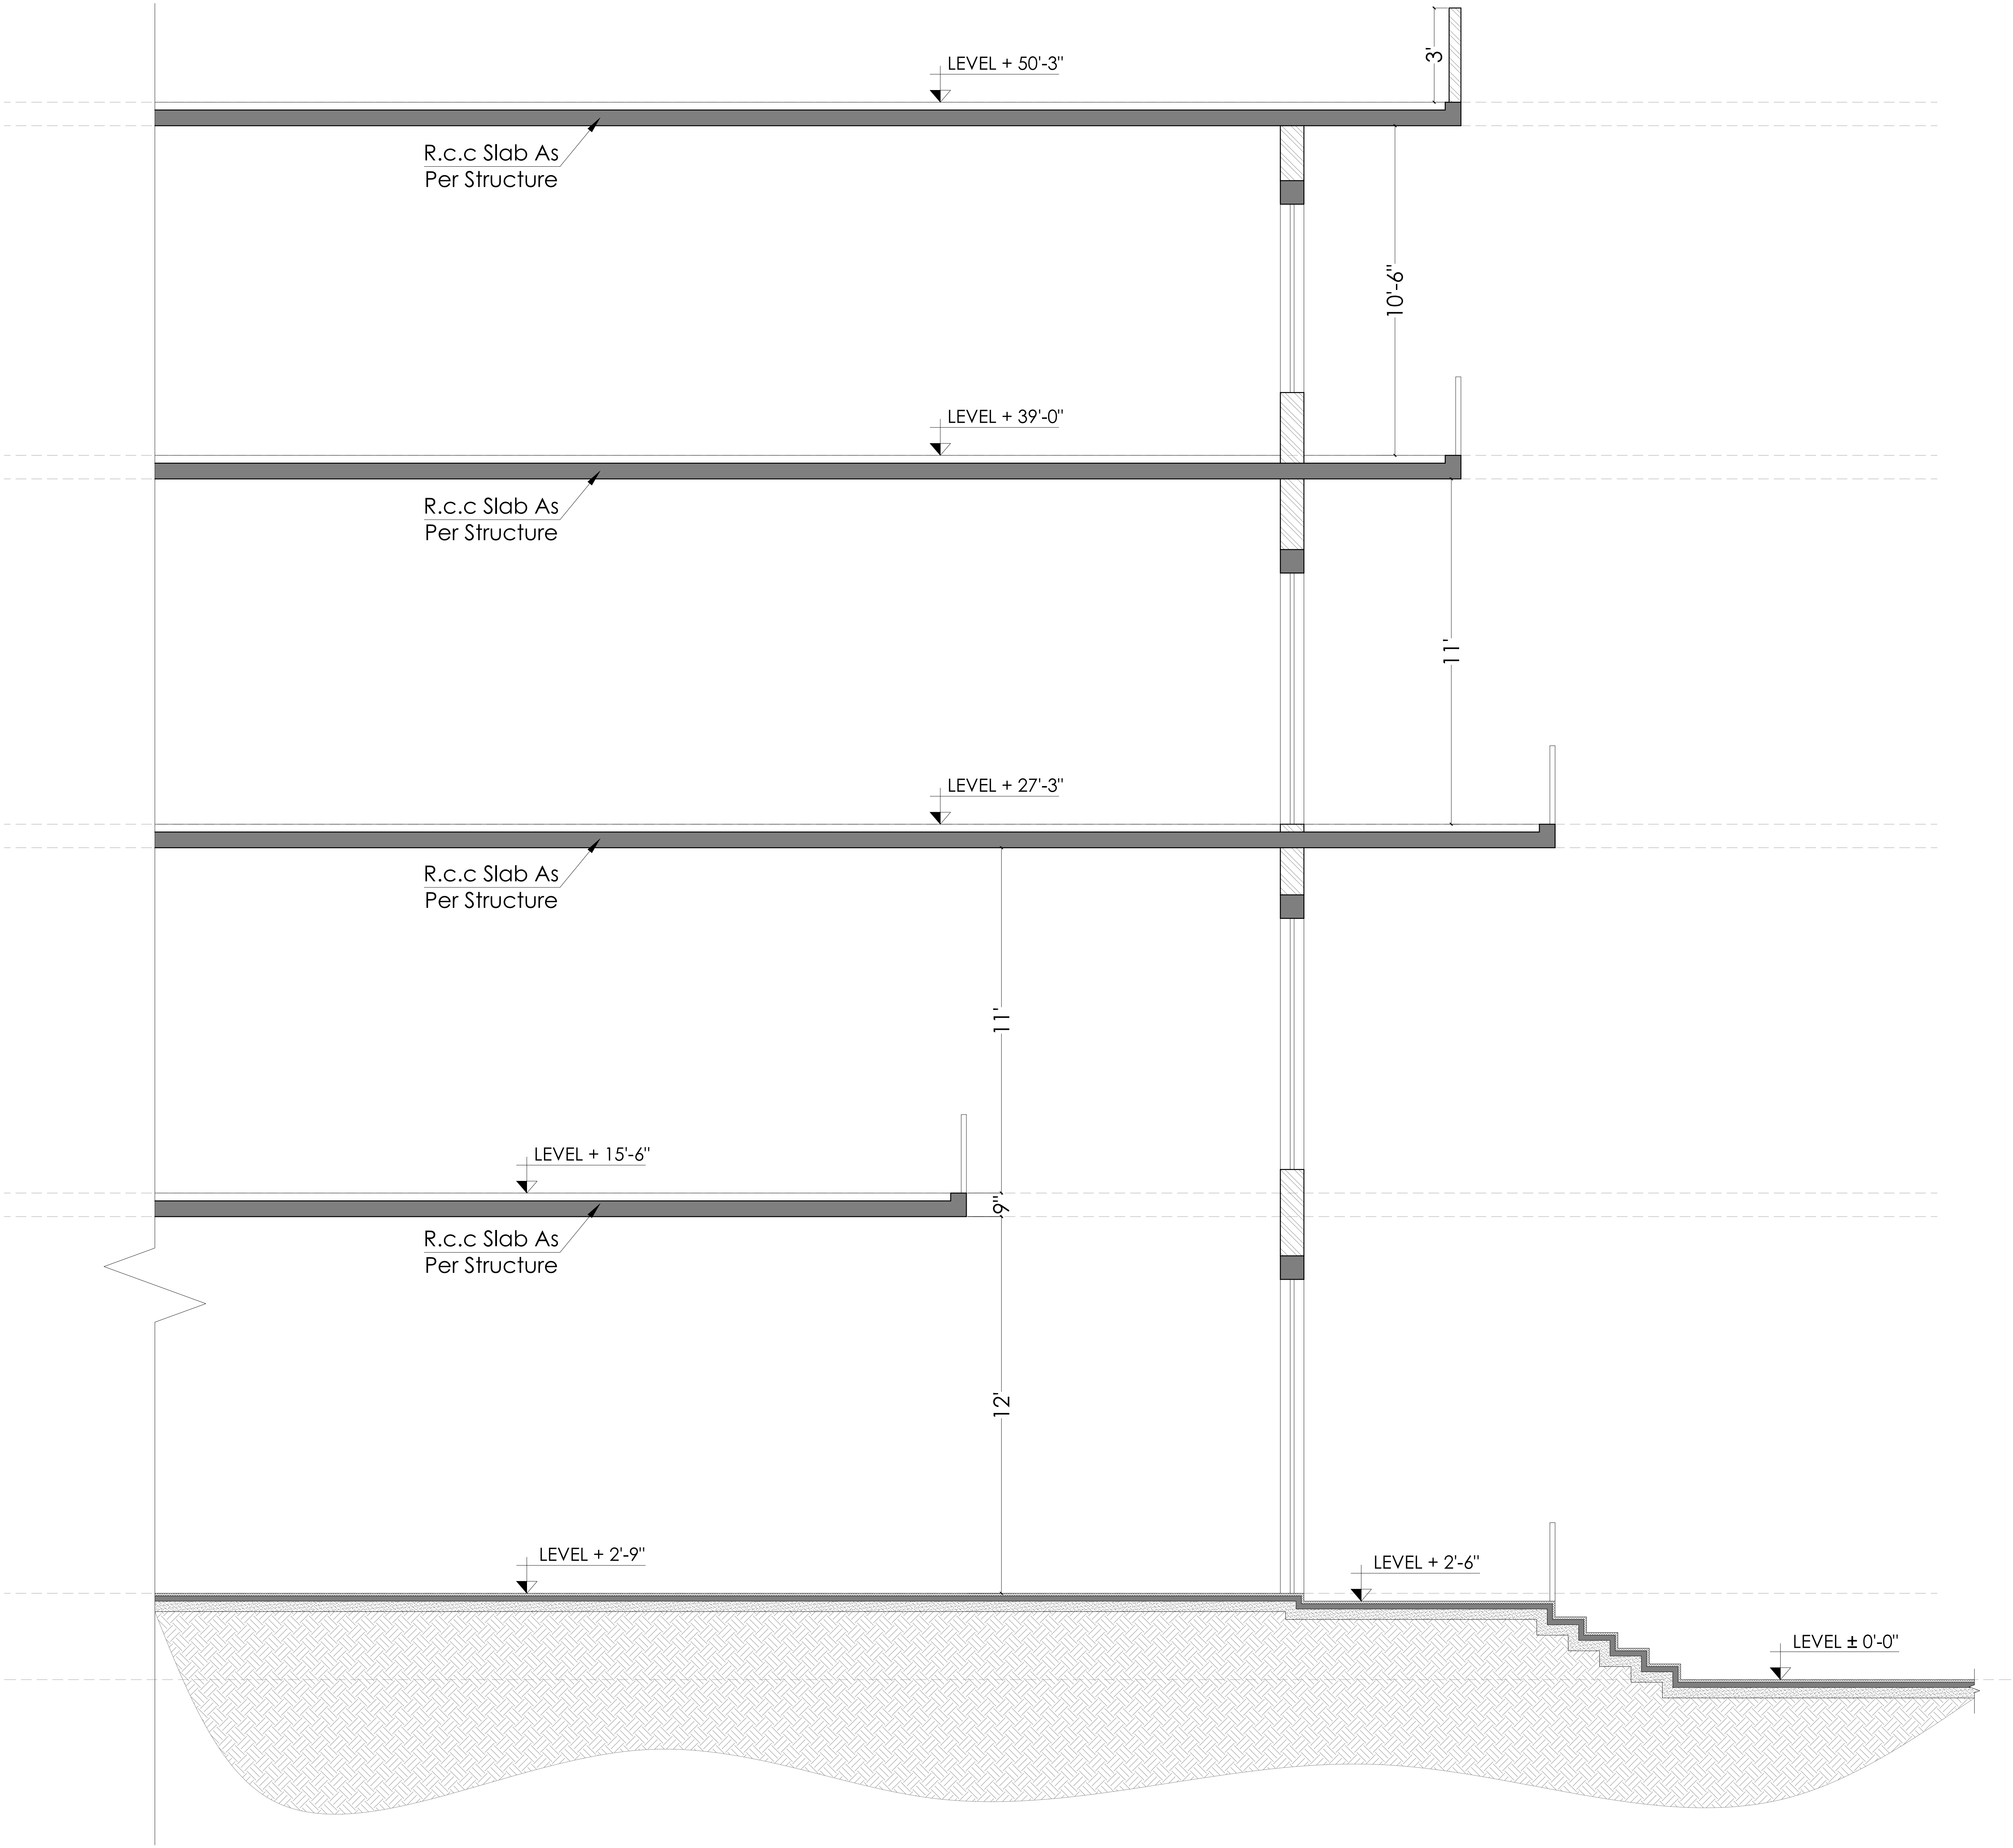 3'
LEVEL + 50'-3"
R.c.c Slab As
Per Structure
10'-6"
LEVEL + 39'-0"
R.c.c Slab As
Per Structure
11'
LEVEL + 27'-3"
R.c.c Slab As
Per Structure
11'
LEVEL + 15'-6"
9"
R.c.c Slab As
Per Structure
12'
LEVEL + 2'-9"
LEVEL + 2'-6"
LEVEL ± 0'-0"